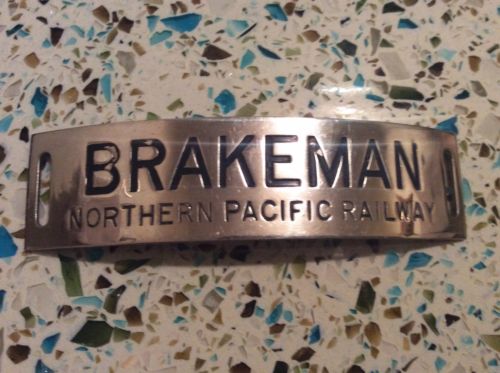 BRAKEMAN
NORTHERN PACIFIC RAILWAY